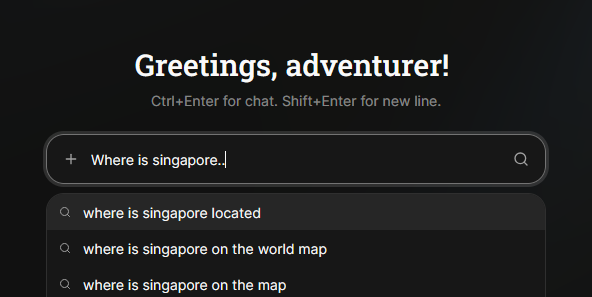 Greetings, adventurer!
Ctrl+Enter for chat. Shift+Enter for new line.
Where is singapore..
where is singapore located
where is singapore on the world map
where is singapore on the map